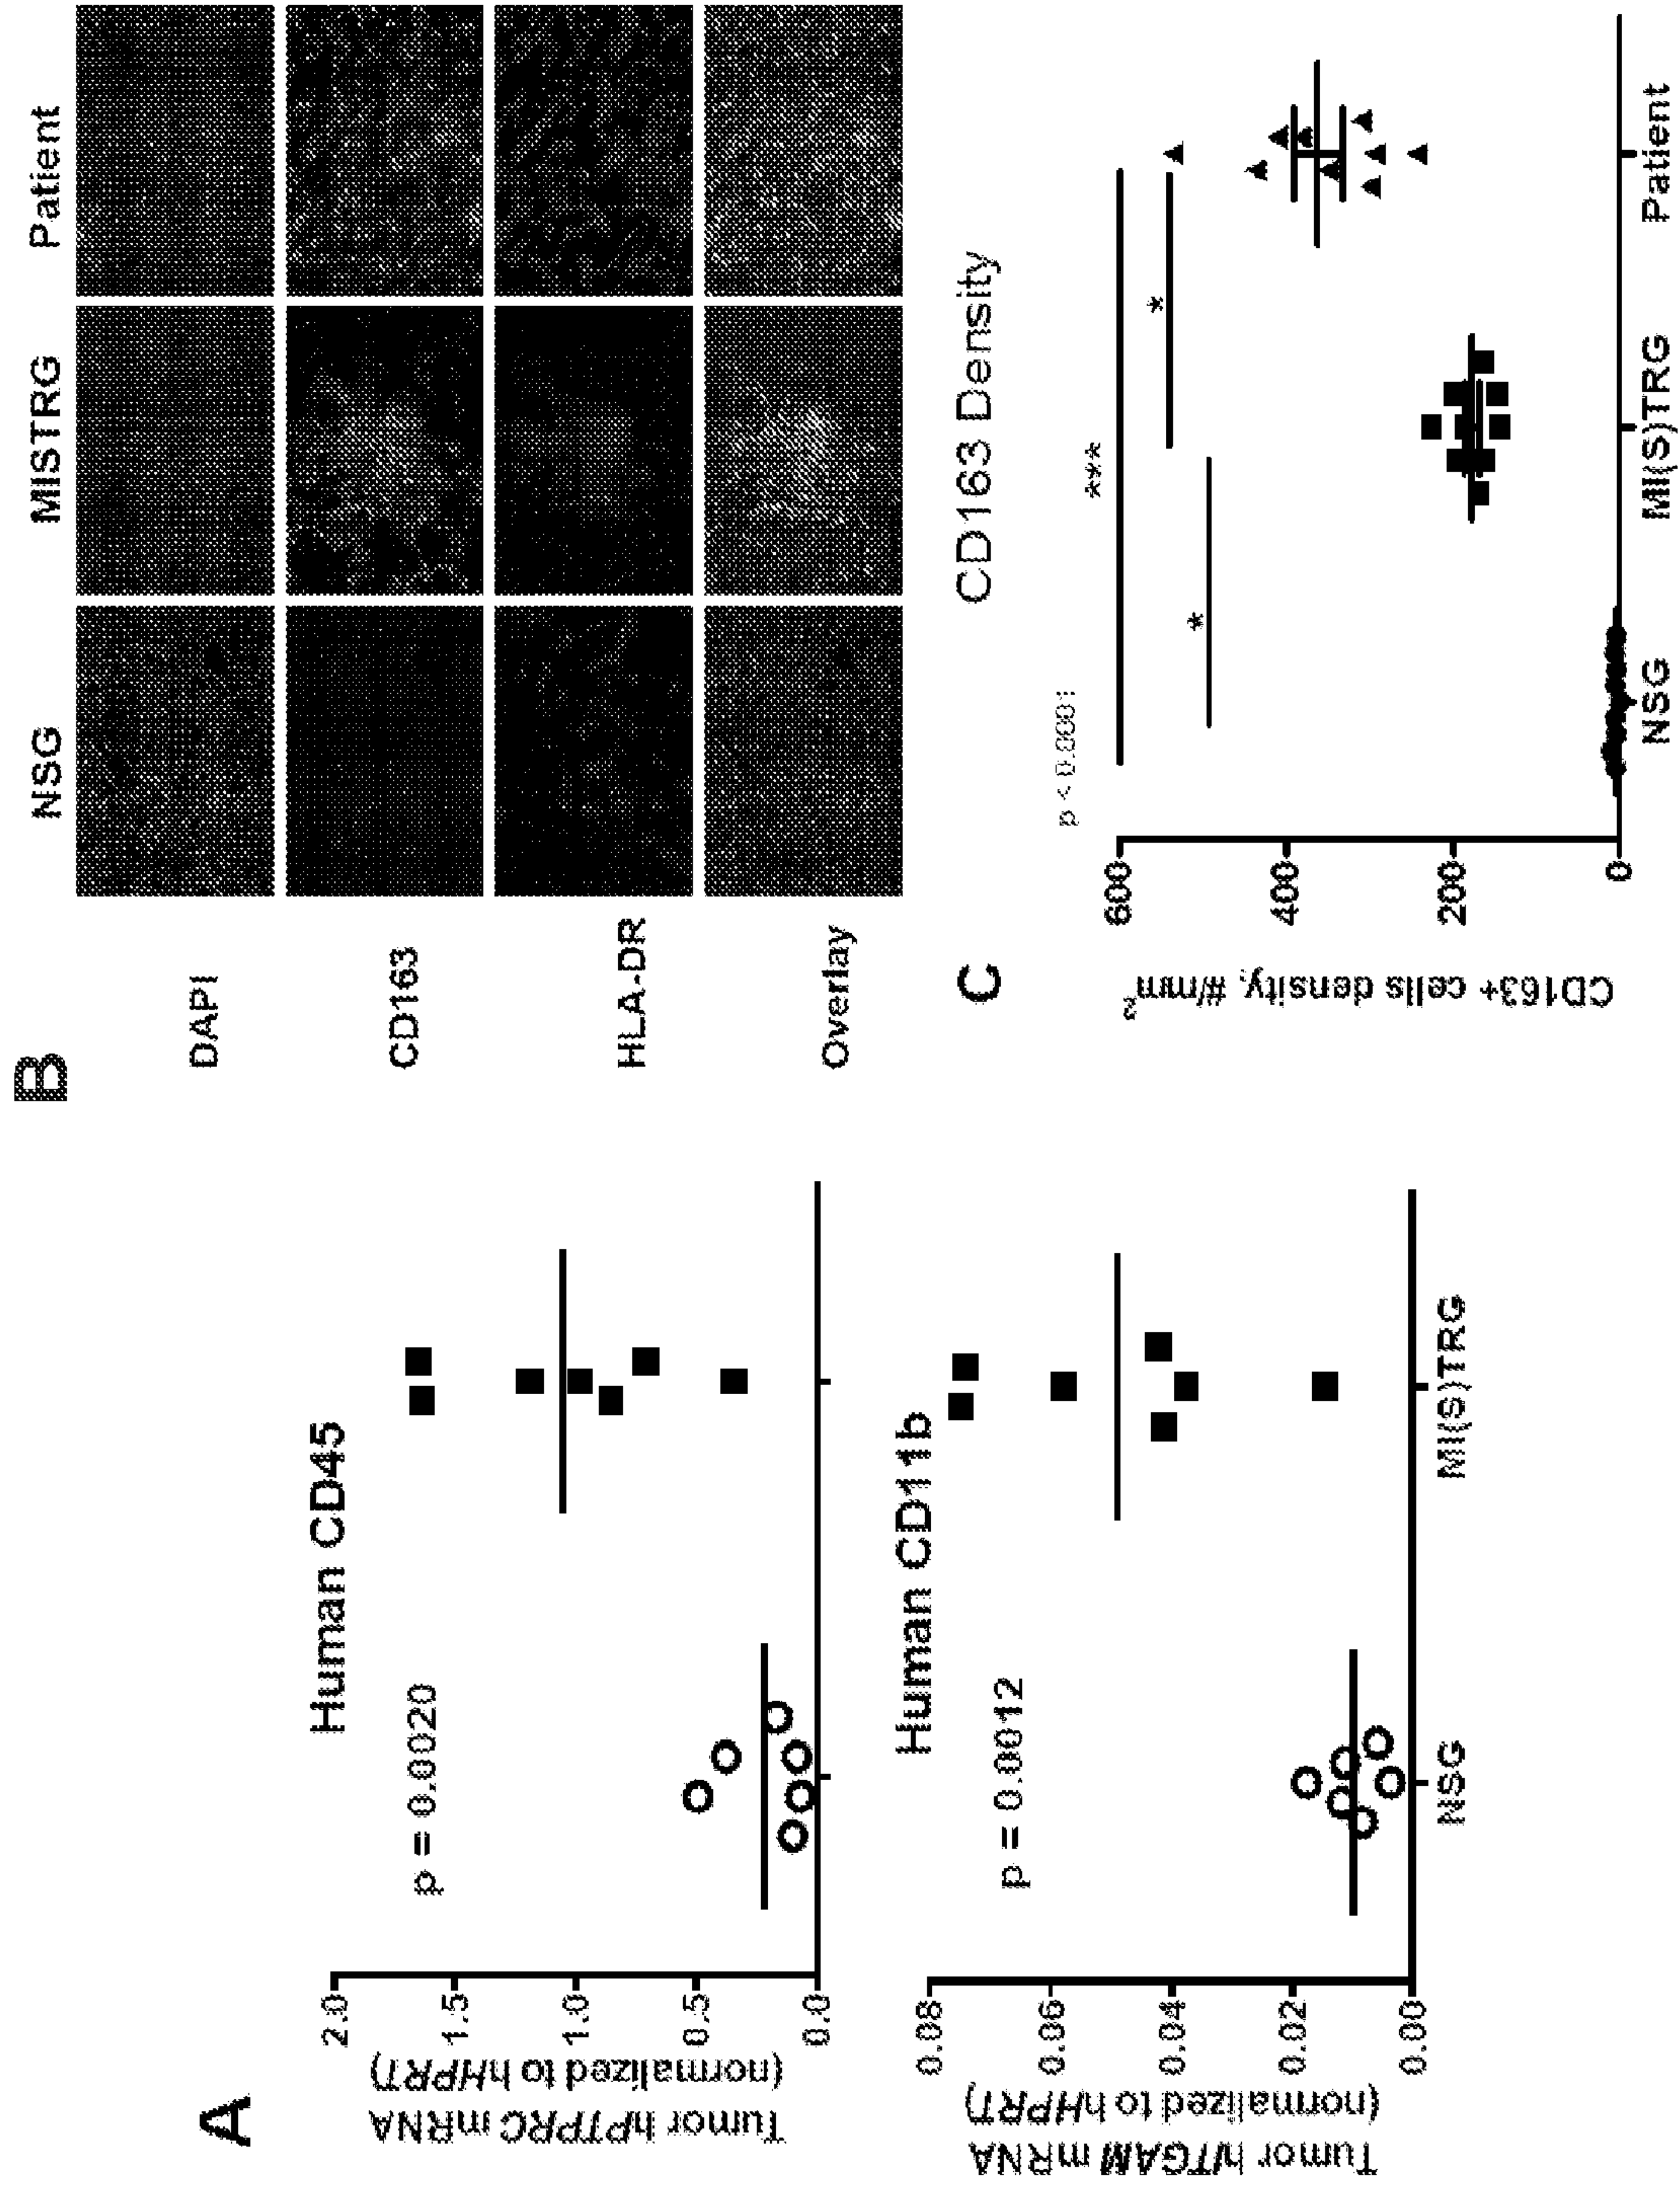 A
Human CD45
p = 0.0020
Tumor hPTPRC mRNA
(normalized to hHPRT)
2.0
1.5
1.0
0.5
0.0
Human CD11b
p = 0.0012
Tumor hITGAM mRNA
(normalized to hHPRT)
0.08
0.06
0.04
0.02
0.00
NSG MI(S)TRG
B
NSG MISTRG Patient
DAPI
CD163
HLA-DR
Overlay
C
CD163 Density
p < 0.0001
***
*
*
CD163+ cells density, #/mm²
600
400
200
0
NSG MI(S)TRG Patient